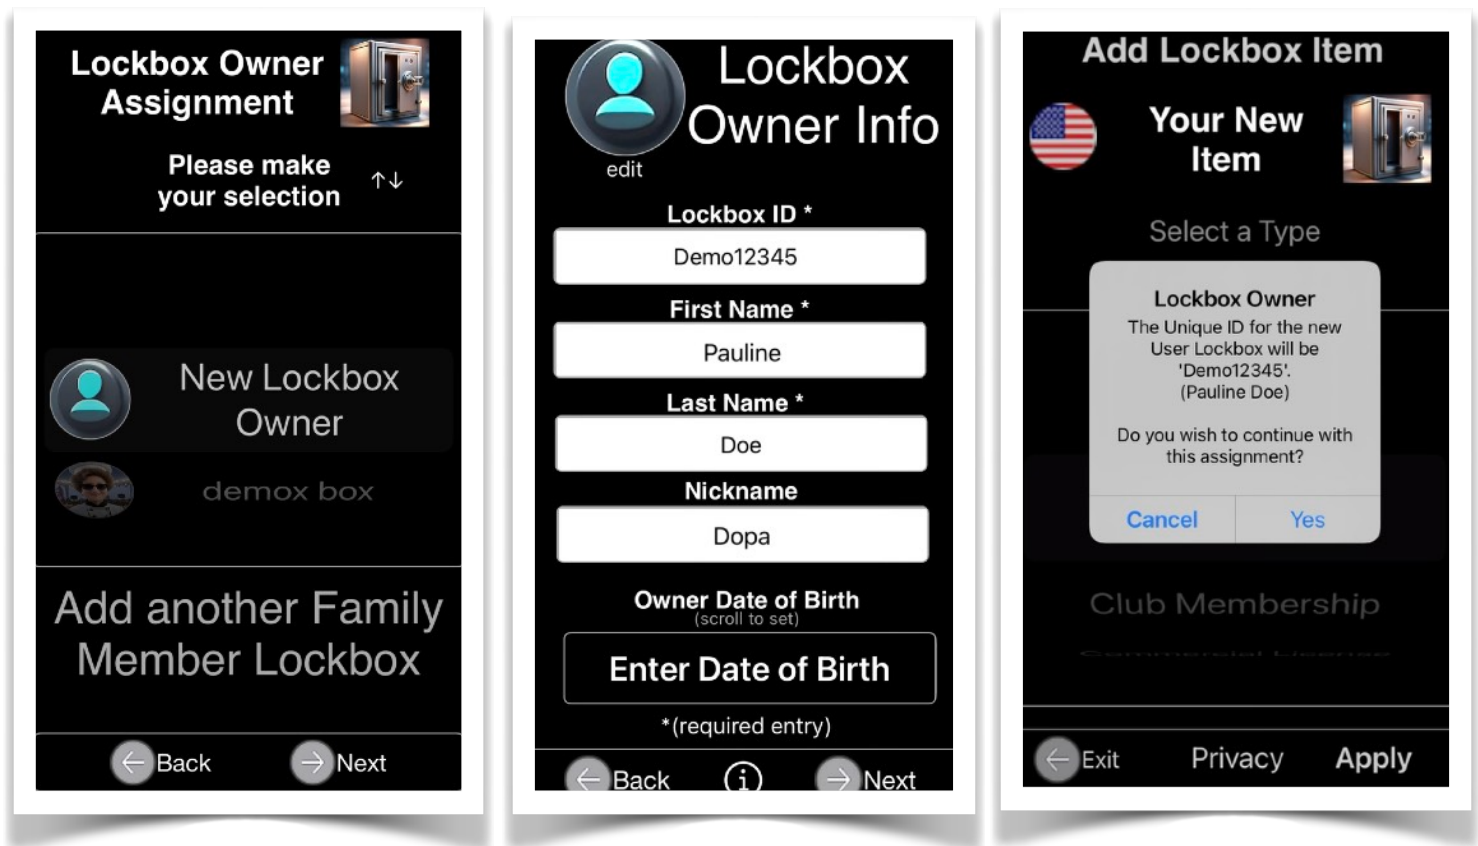 Lockbox Owner
Assignment
Please make
your selection
↑↓
New Lockbox
Owner
demox box
Add another Family
Member Lockbox
Back
Next
Lockbox
Owner Info
edit
Lockbox ID *
Demo12345
First Name *
Pauline
Last Name *
Doe
Nickname
Dopa
Owner Date of Birth
(scroll to set)
Enter Date of Birth
*(required entry)
Back
Next
Add Lockbox Item
Your New
Item
Select a Type
Lockbox Owner
The Unique ID for the new
User Lockbox will be
'Demo12345'.
(Pauline Doe)
Do you wish to continue with
this assignment?
Cancel
Yes
Club Membership
Commercial License
Exit
Privacy
Apply